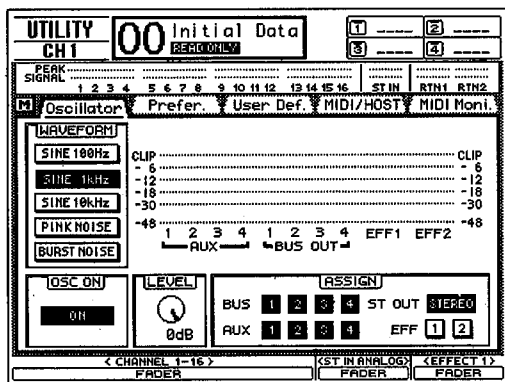 UTILITY
CH1
00 Initial Data
READ ONLY
1 ---- 2 ----
3 ---- 4 ----
PEAK
SIGNAL
1 2 3 4 5 6 7 8 9 10 11 12 13 14 15 16 ST IN RTN1 RTN2
M Oscillator Prefer. User Def. MIDI/HOST MIDI Moni.
WAVEFORM
SINE 100Hz
SINE 1kHz
SINE 10kHz
PINK NOISE
BURST NOISE
CLIP CLIP
- 6 - 6
-12 -12
-18 -18
-30 -30
-48 -48
1 2 3 4 1 2 3 4 EFF1 EFF2
AUX BUS OUT
OSC ON
ON
LEVEL
0dB
ASSIGN
BUS 1 2 3 4 ST OUT STEREO
AUX 1 2 3 4 EFF 1 2
< CHANNEL 1-16 > <ST IN ANALOG> <EFFECT 1>
FADER FADER FADER